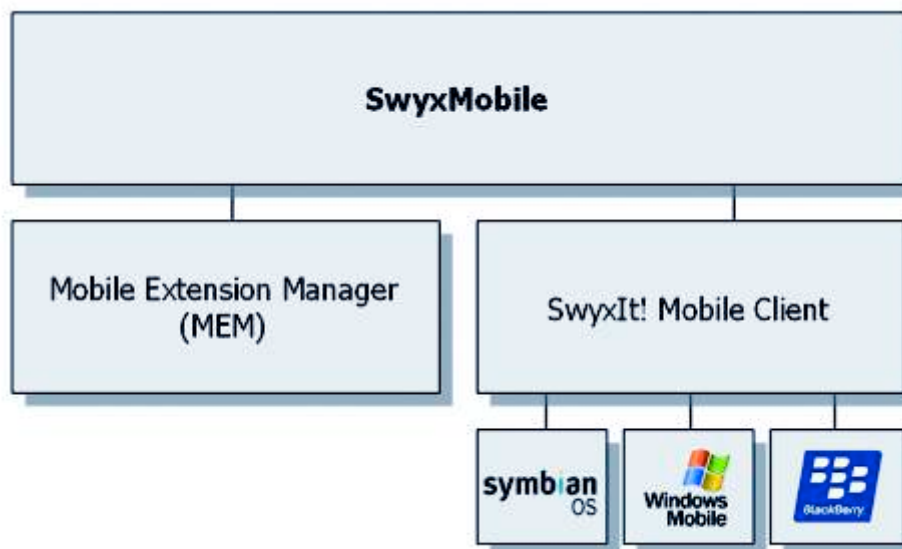 SwyxMobile
Mobile Extension Manager
(MEM)
SwyxIt! Mobile Client
symbian
OS
Windows
Mobile
BlackBerry